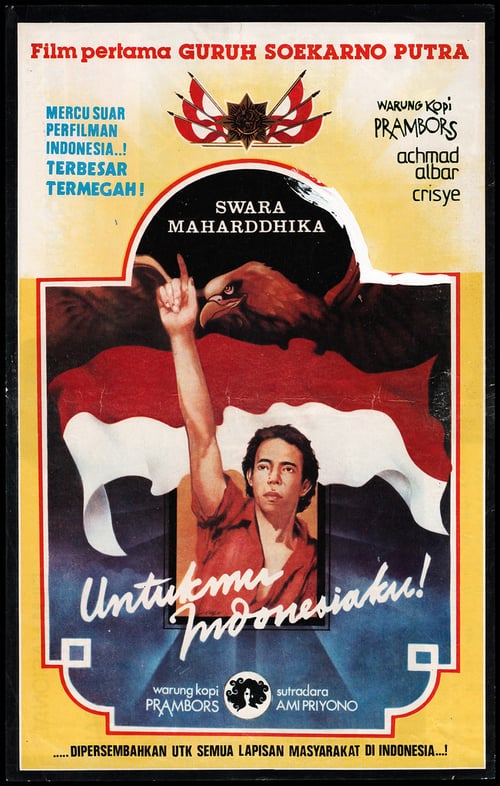 Film pertama GURUH SOEKARNO PUTRA
MERCU SUAR
PERFILMAN
INDONESIA..!
TERBESAR
TERMEGAH!
WARUNG KOPI
PRAMBORS
achmad
albar
crisye
SWARA
MAHARDDHIKA
Untukmu
Indonesiaku!
warung kopi
PRAMBORS
sutradara
AMI PRIYONO
.....DIPERSEMBAHKAN UTK SEMUA LAPISAN MASYARAKAT DI INDONESIA...!